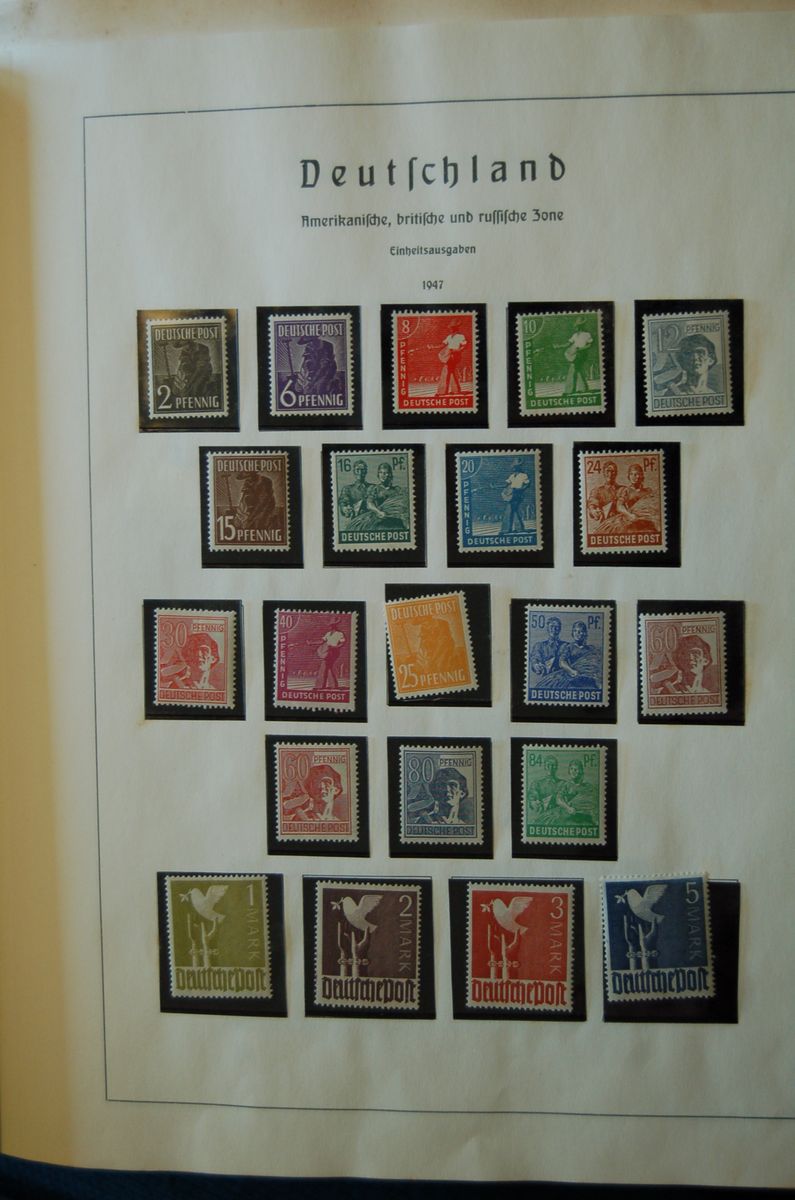 Deutſchland
Amerikaniſche, britiſche und ruſſiſche Zone
Einheitsausgaben
1947
DEUTSCHE POST
2 PFENNIG
DEUTSCHE POST
6 PFENNIG
8
PFENNIG
DEUTSCHE POST
10
PFENNIG
DEUTSCHE POST
12 PFENNIG
DEUTSCHE POST
DEUTSCHE POST
15 PFENNIG
16 Pf.
DEUTSCHE POST
20
PFENNIG
DEUTSCHE POST
24 Pf.
DEUTSCHE POST
30 PFENNIG
DEUTSCHE POST
40
PFENNIG
DEUTSCHE POST
DEUTSCHE POST
25 PFENNIG
50 Pf.
DEUTSCHE POST
60 PFENNIG
DEUTSCHE POST
60 PFENNIG
DEUTSCHE POST
80 PFENNIG
DEUTSCHE POST
84 Pf.
DEUTSCHE POST
1 MARK
Deutſche Poſt
2 MARK
Deutſche Poſt
3 MARK
Deutſche Poſt
5 MARK
Deutſche Poſt